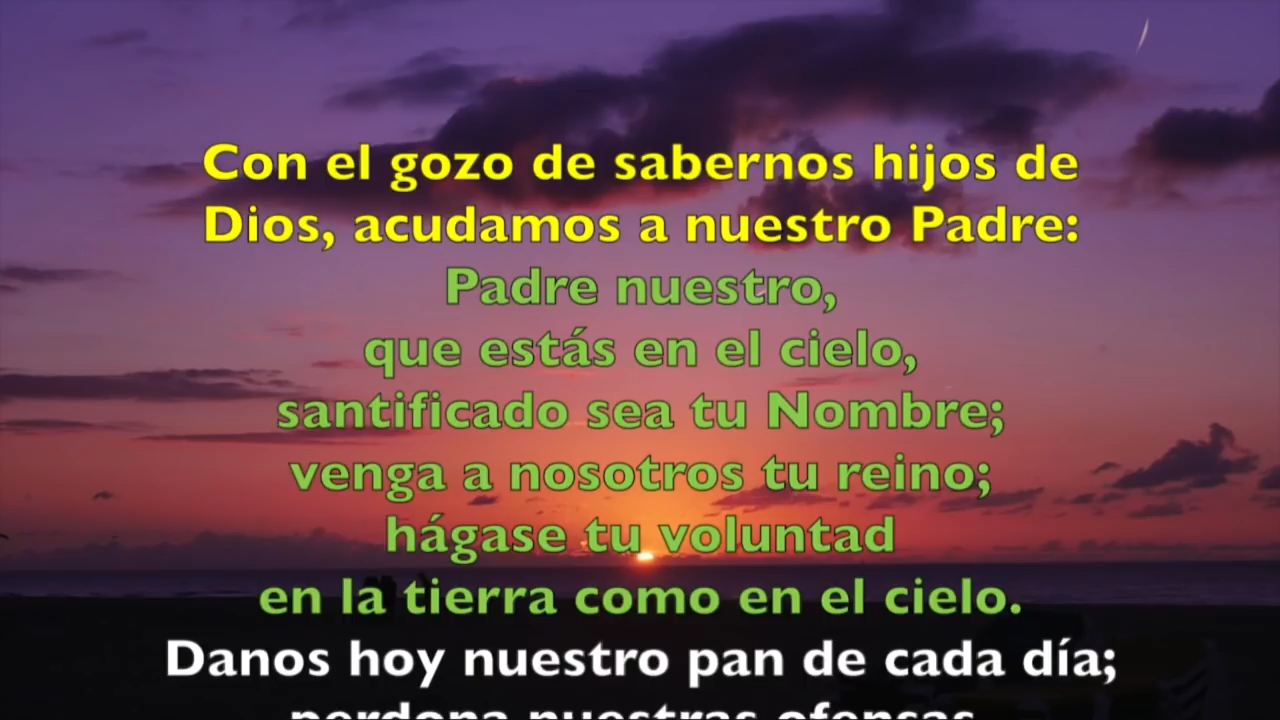 Con el gozo de sabernos hijos de
Dios, acudamos a nuestro Padre:
Padre nuestro,
que estás en el cielo,
santificado sea tu Nombre;
venga a nosotros tu reino;
hágase tu voluntad
en la tierra como en el cielo.
Danos hoy nuestro pan de cada día;
perdona nuestras ofensas